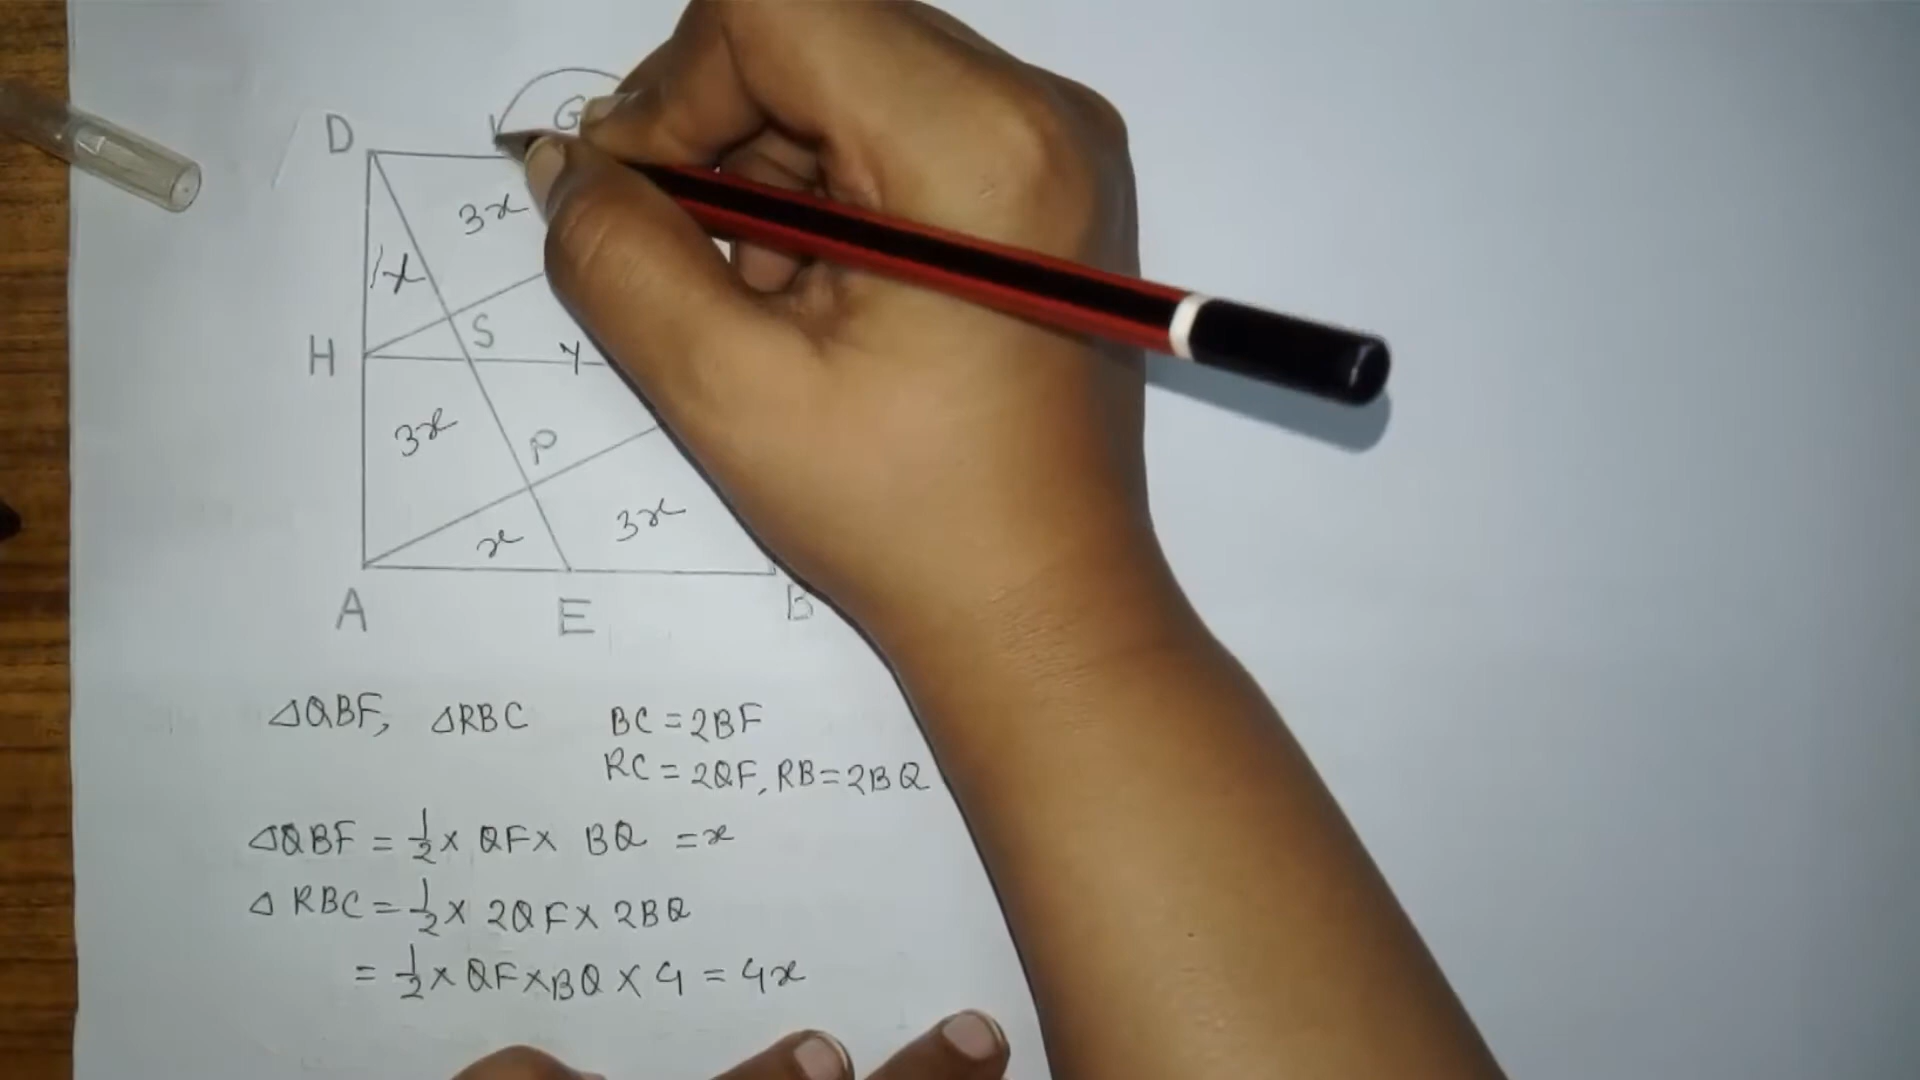 G
D
3x
x
S
H
y
3x
P
3x
x
A
E
B
△QBF, △RBC BC=2BF
RC=2QF, RB=2BQ
△QBF = 1/2 × QF × BQ = x
△RBC = 1/2 × 2QF × 2BQ
= 1/2 × QF × BQ × 4 = 4x